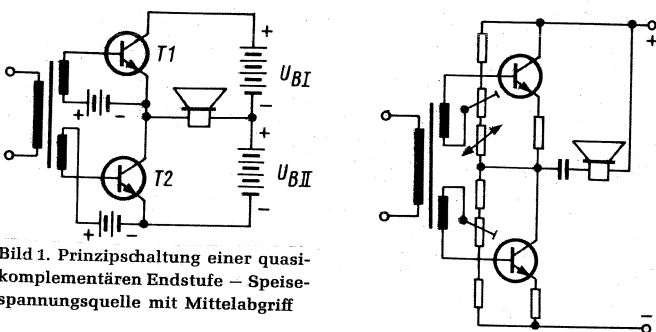 T1
+
U_BI
+ –
–
+
T2
U_BII
+ –
–
Bild 1. Prinzipschaltung einer quasi-
komplementären Endstufe – Speise-
spannungsquelle mit Mittelabgriff
+
–